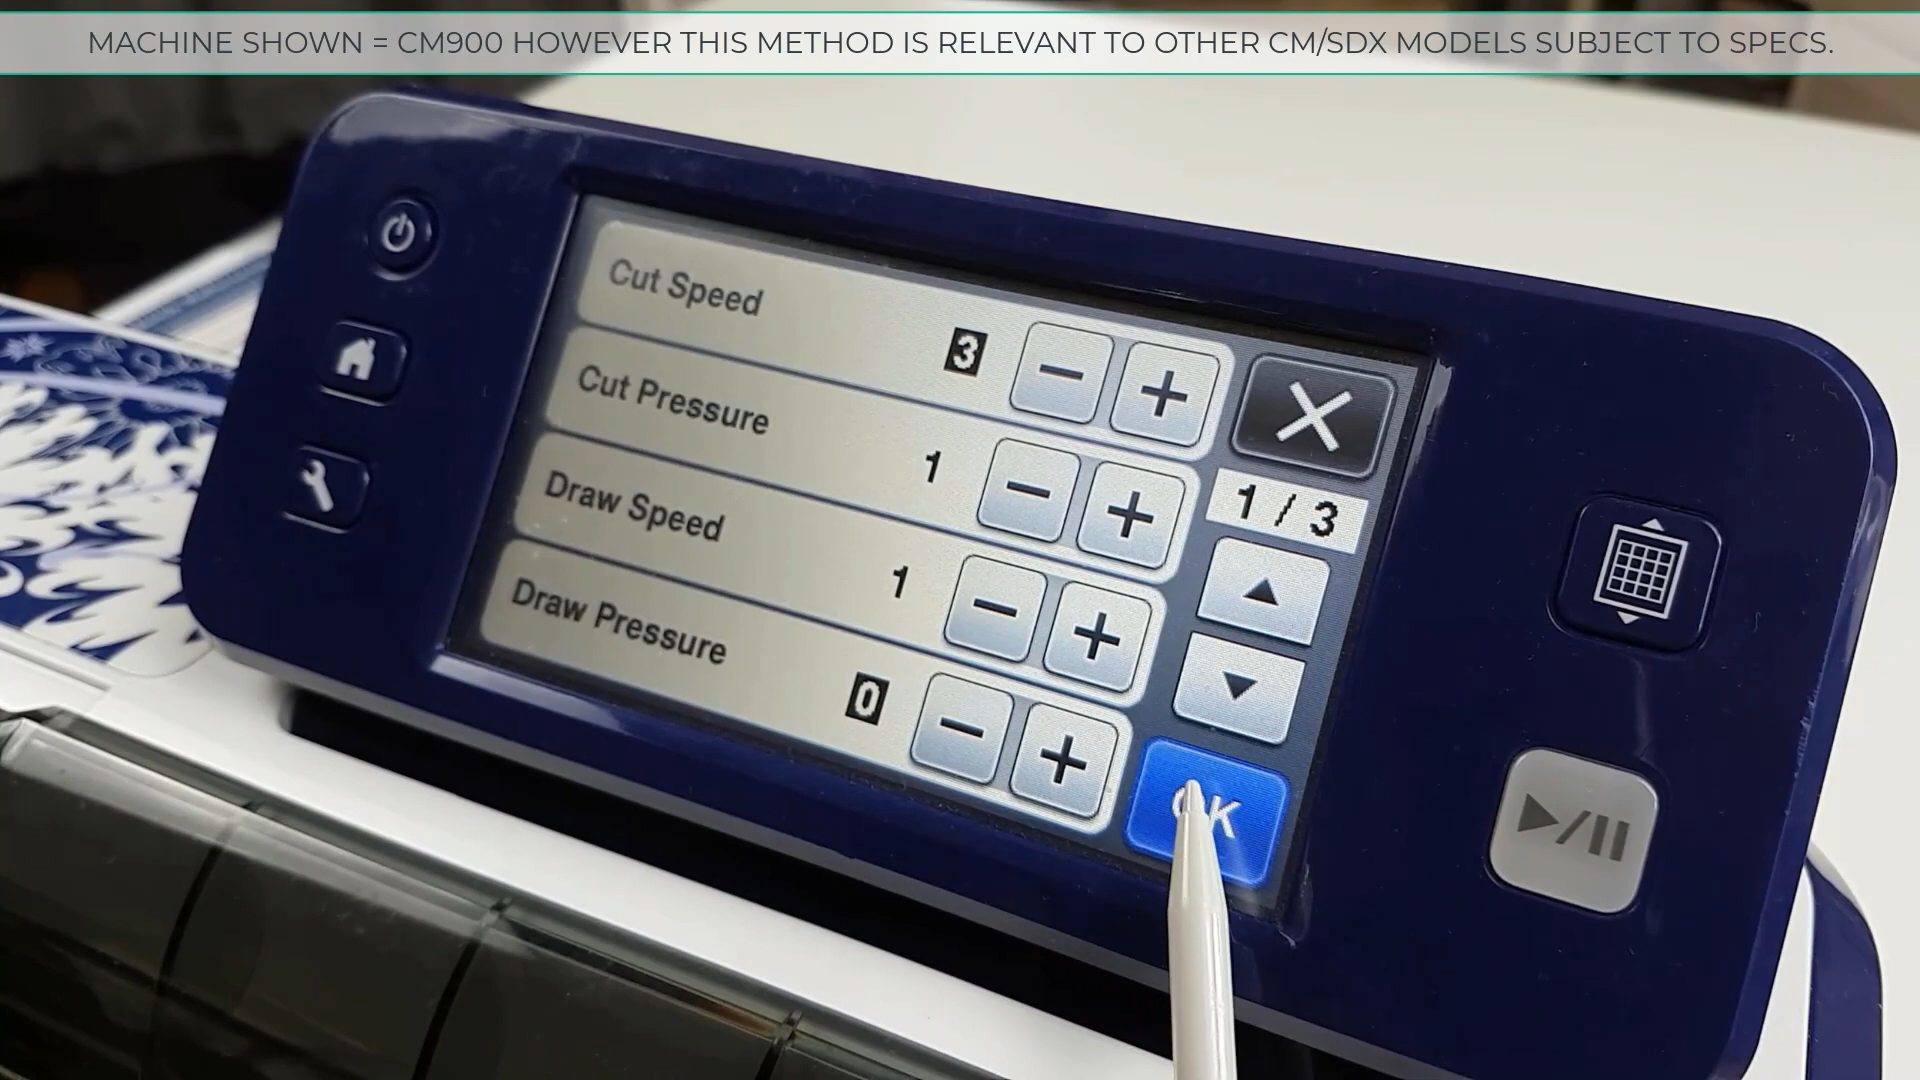 MACHINE SHOWN = CM900 HOWEVER THIS METHOD IS RELEVANT TO OTHER CM/SDX MODELS SUBJECT TO SPECS.
Cut Speed
3 − +
Cut Pressure
1 − +
1 / 3
Draw Speed
1 − +
Draw Pressure
0 − +
OK